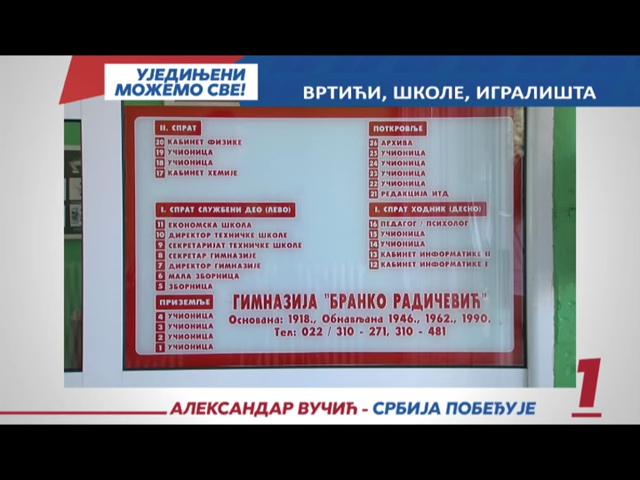 УЈЕДИЊЕНИ
МОЖЕМО СВЕ!
ВРТИЋИ, ШКОЛЕ, ИГРАЛИШТА
II. СПРАТ
20 КАБИНЕТ ФИЗИКЕ
19 УЧИОНИЦА
18 УЧИОНИЦА
17 КАБИНЕТ ХЕМИЈЕ
ПОТКРОВЉЕ
26 АРХИВА
25 УЧИОНИЦА
24 УЧИОНИЦА
23 УЧИОНИЦА
22 УЧИОНИЦА
21 РЕДАКЦИЈА ИТД
I. СПРАТ СЛУЖБЕНИ ДЕО (ЛЕВО)
11 ЕКОНОМСКА ШКОЛА
10 ДИРЕКТОР ТЕХНИЧКЕ ШКОЛЕ
9 СЕКРЕТАРИЈАТ ТЕХНИЧКЕ ШКОЛЕ
8 СЕКРЕТАР ГИМНАЗИЈЕ
7 ДИРЕКТОР ГИМНАЗИЈЕ
6 МАЛА ЗБОРНИЦА
5 ЗБОРНИЦА
I. СПРАТ ХОДНИК (ДЕСНО)
16 ПЕДАГОГ / ПСИХОЛОГ
15 УЧИОНИЦА
14 УЧИОНИЦА
13 КАБИНЕТ ИНФОРМАТИКЕ II
12 КАБИНЕТ ИНФОРМАТИКЕ I
ПРИЗЕМЉЕ
4 УЧИОНИЦА
3 УЧИОНИЦА
2 УЧИОНИЦА
1 УЧИОНИЦА
ГИМНАЗИЈА "БРАНКО РАДИЧЕВИЋ"
Основана: 1918., Обнављана 1946., 1962., 1990.
Тел: 022 / 310 - 271, 310 - 481
АЛЕКСАНДАР ВУЧИЋ - СРБИЈА ПОБЕЂУЈЕ
1